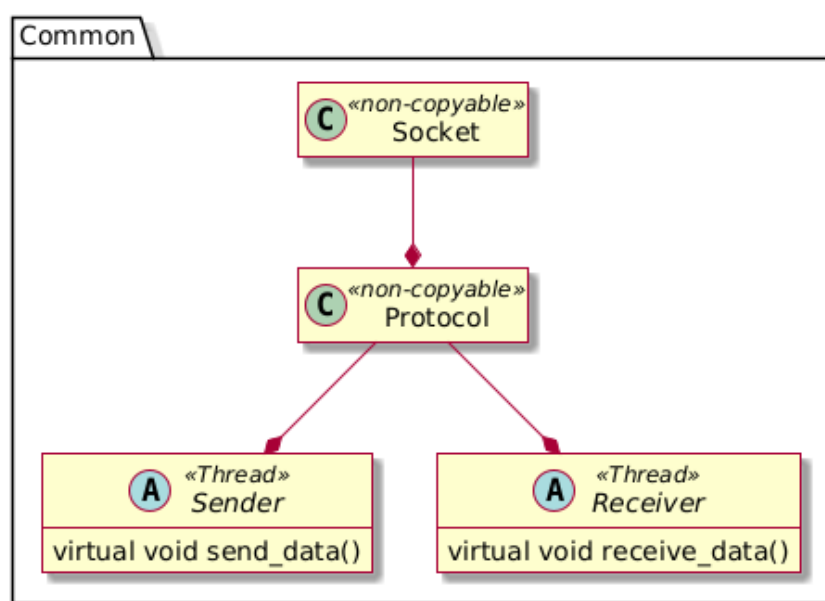 Common
C
«non-copyable»
Socket
C
«non-copyable»
Protocol
A
«Thread»
Sender
virtual void send_data()
A
«Thread»
Receiver
virtual void receive_data()